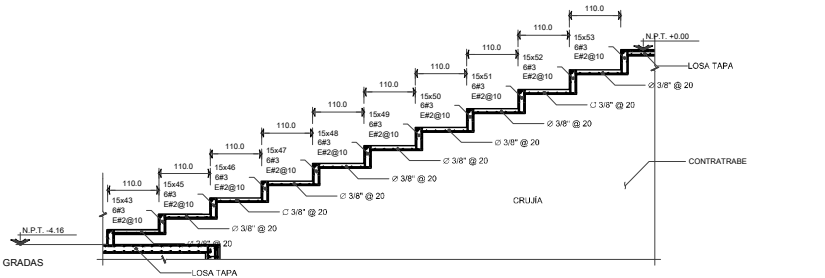 110.0
N.P.T. +0.00
110.0
15x53
6#3
E#2@10
LOSA TAPA
110.0
15x52
6#3
E#2@10
∅ 3/8" @ 20
110.0
15x51
6#3
E#2@10
∅ 3/8" @ 20
110.0
15x50
6#3
E#2@10
∅ 3/8" @ 20
110.0
15x49
6#3
E#2@10
∅ 3/8" @ 20
110.0
15x48
6#3
E#2@10
∅ 3/8" @ 20
110.0
15x47
6#3
E#2@10
∅ 3/8" @ 20
CONTRATRABE
110.0
15x46
6#3
E#2@10
∅ 3/8" @ 20
110.0
15x45
6#3
E#2@10
∅ 3/8" @ 20
CRUJÍA
110.0
15x43
6#3
E#2@10
∅ 3/8" @ 20
N.P.T. -4.16
∅ 3/8" @ 20
GRADAS
LOSA TAPA